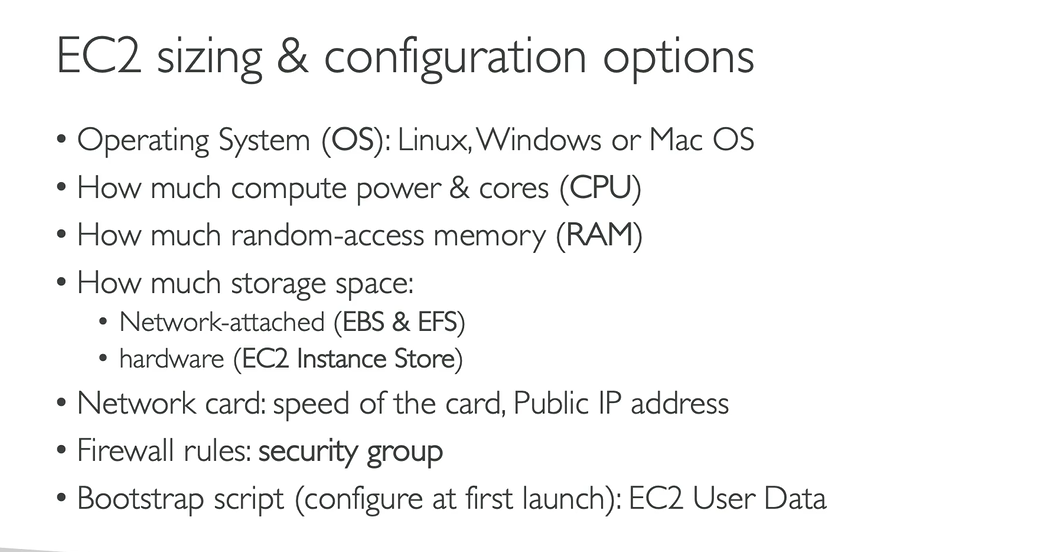 EC2 sizing & configuration options
• Operating System (OS): Linux, Windows or Mac OS
• How much compute power & cores (CPU)
• How much random-access memory (RAM)
• How much storage space:
• Network-attached (EBS & EFS)
• hardware (EC2 Instance Store)
• Network card: speed of the card, Public IP address
• Firewall rules: security group
• Bootstrap script (configure at first launch): EC2 User Data